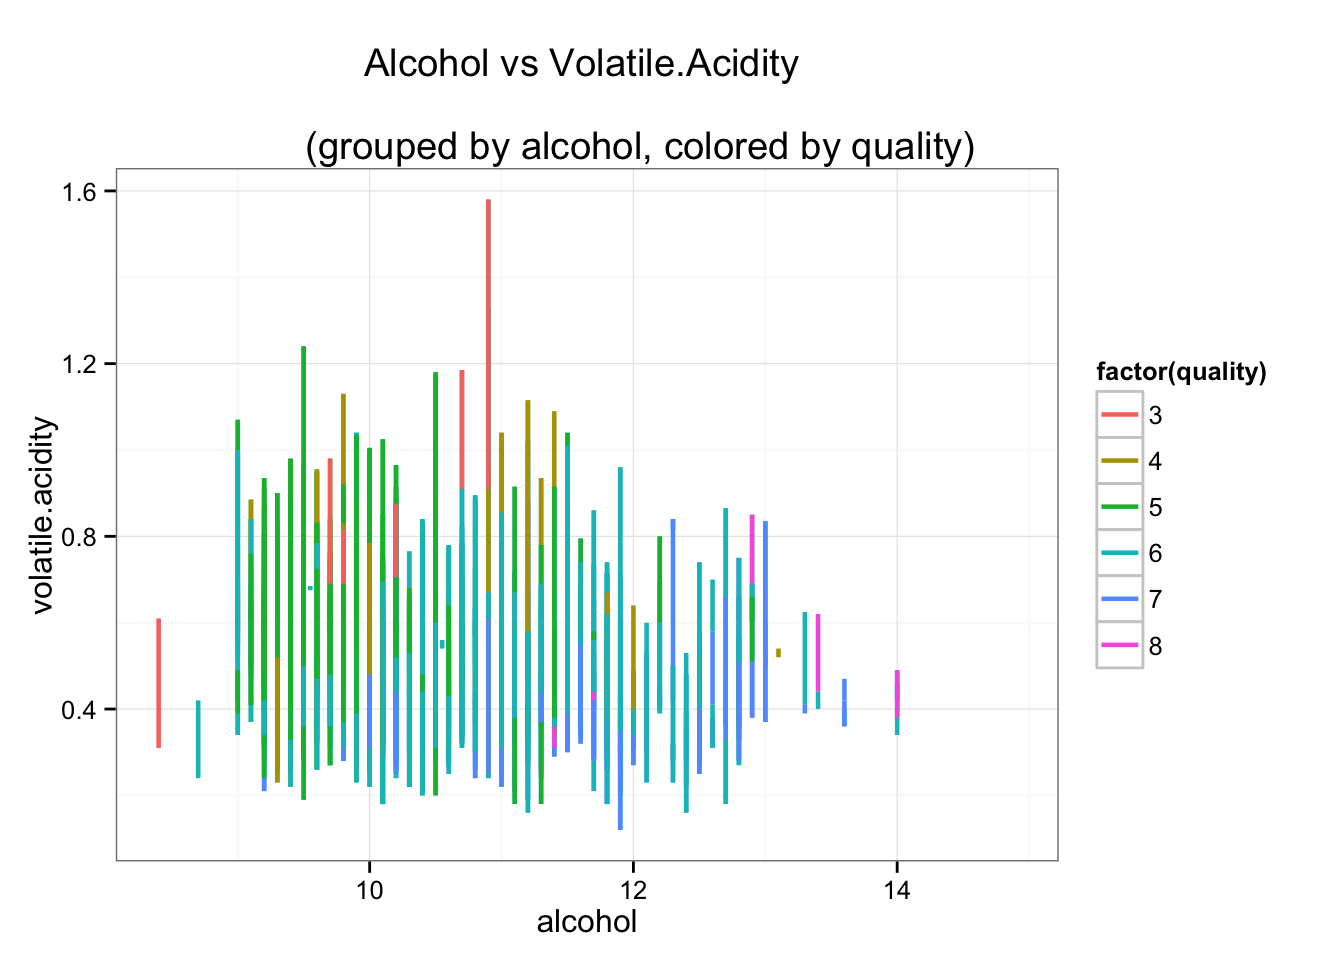 Alcohol vs Volatile.Acidity
(grouped by alcohol, colored by quality)
1.6
1.2
0.8
0.4
volatile.acidity
10
12
14
alcohol
factor(quality)
3
4
5
6
7
8